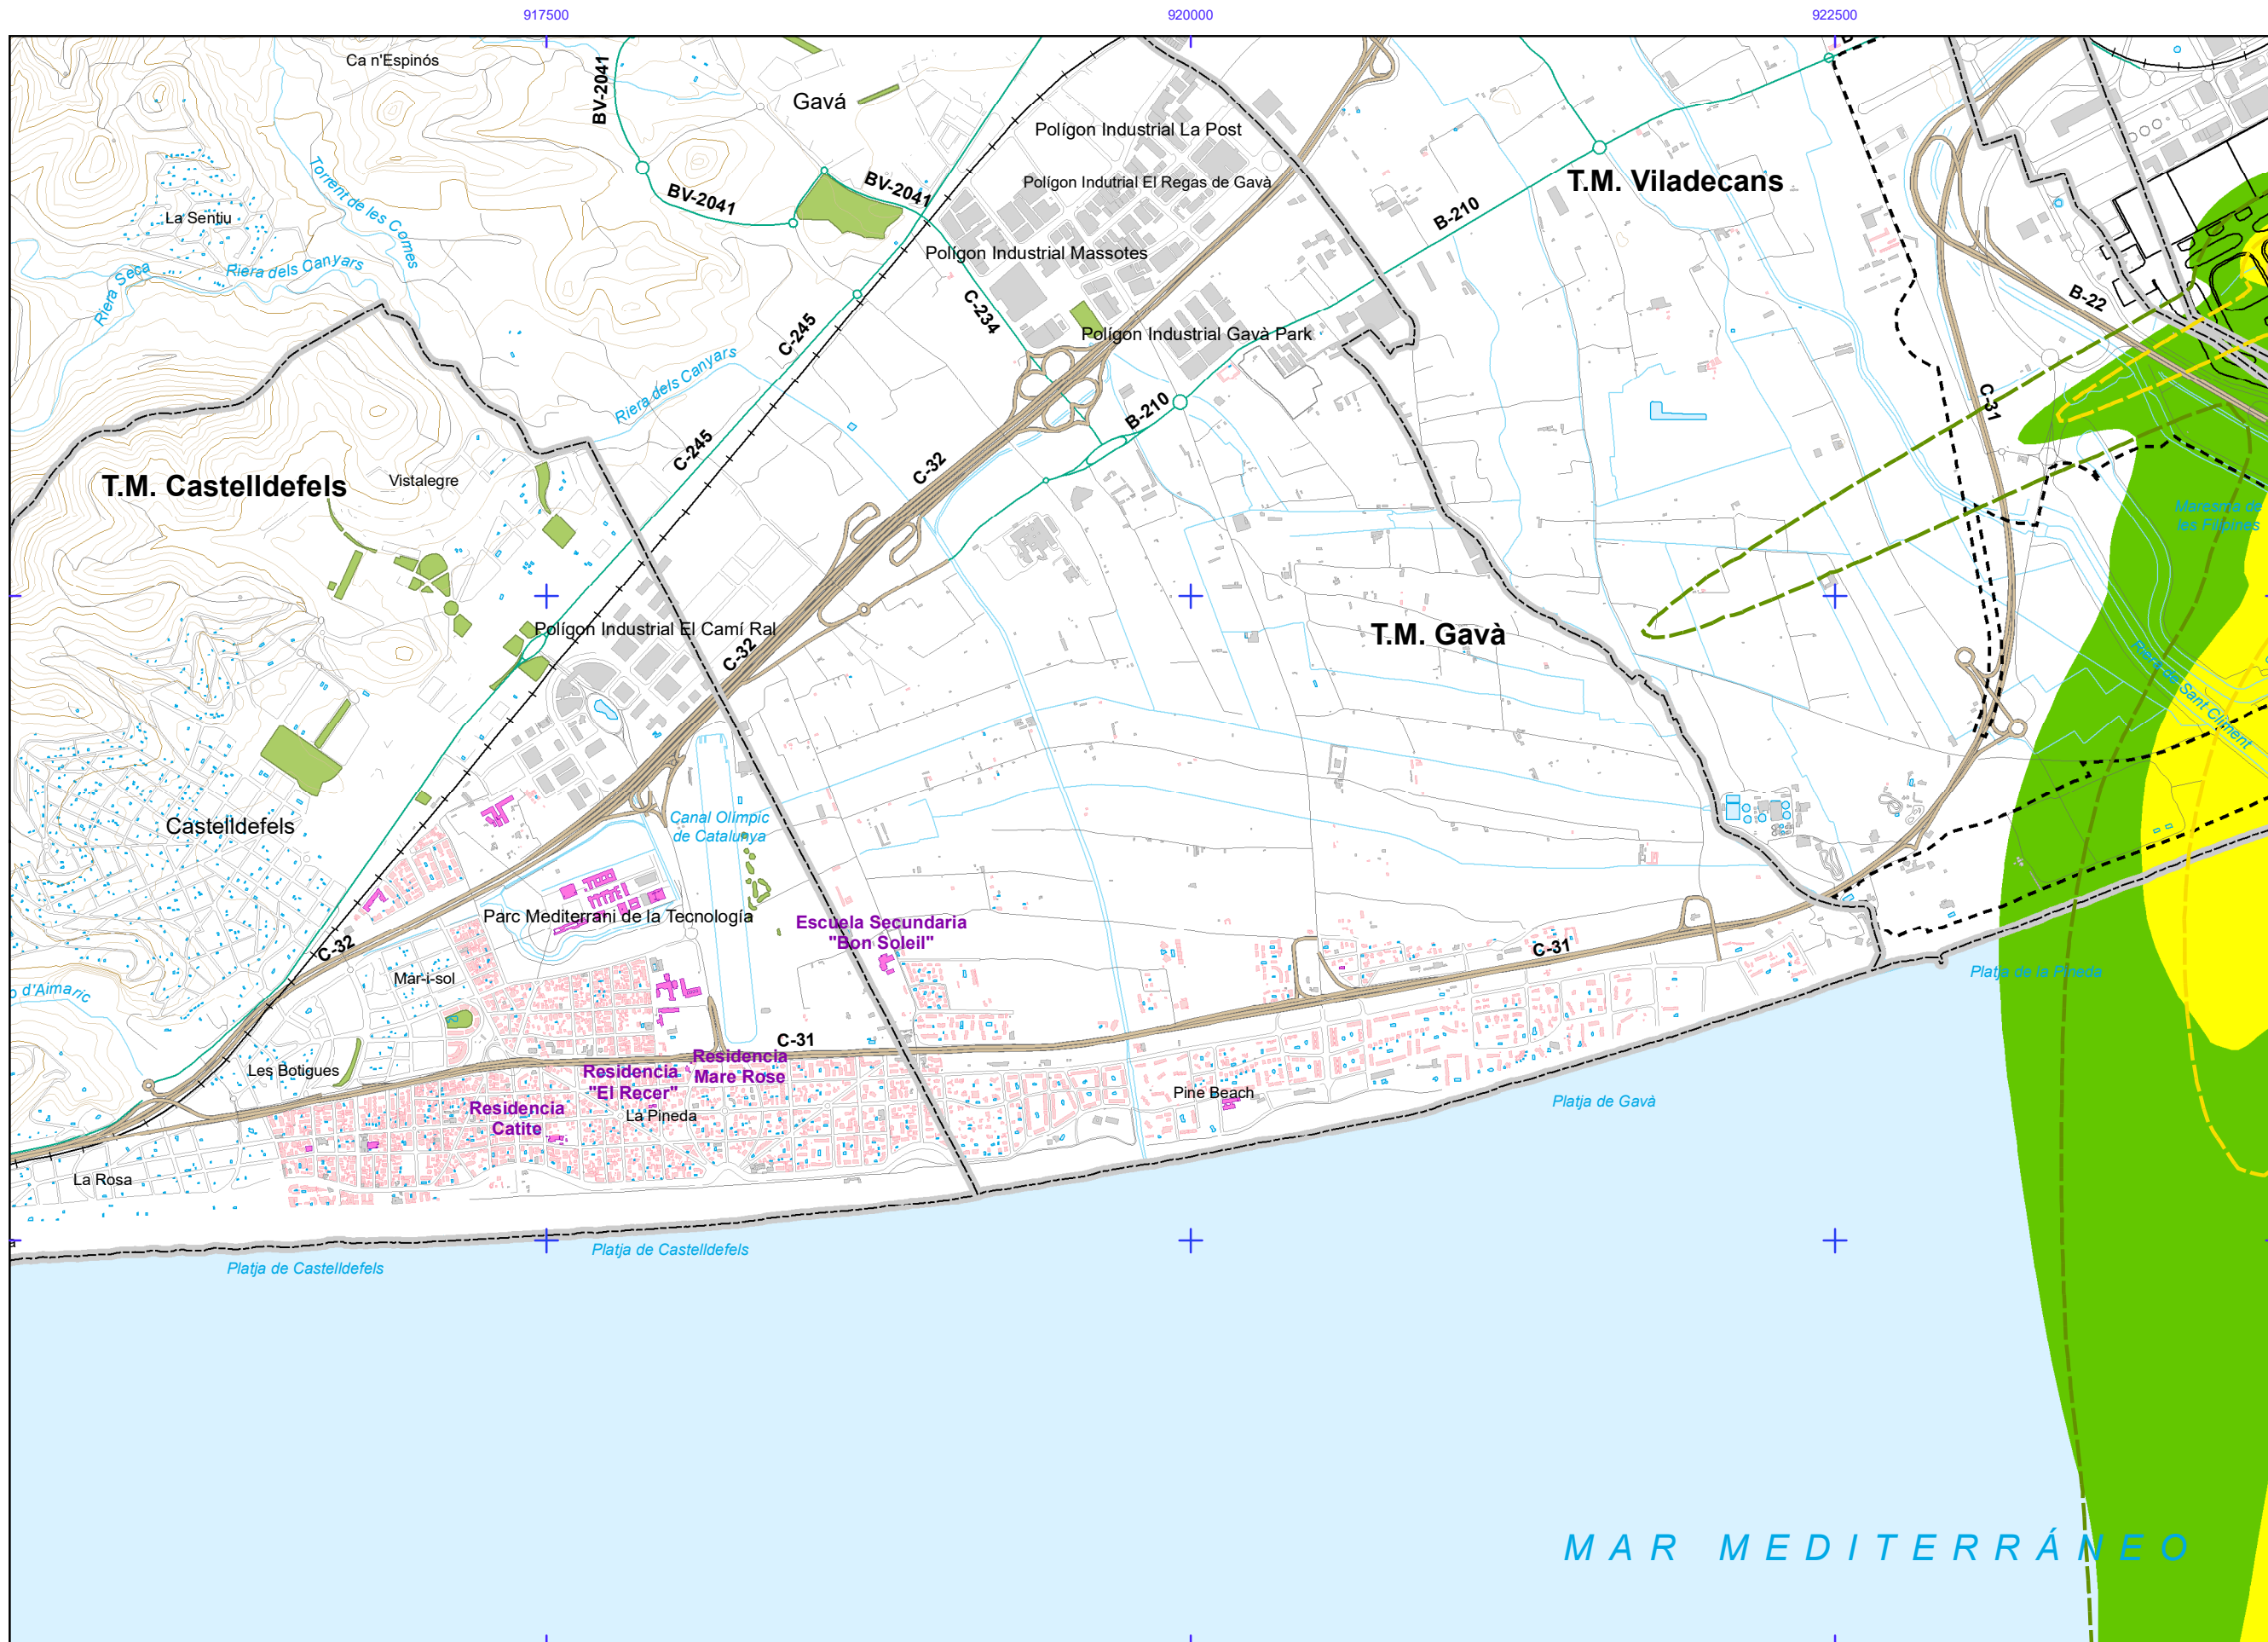 917500
920000
922500
Ca n'Espinós
BV-2041
Gavá
Polígon Industrial La Post
Polígon Indutrial El Regas de Gavà
T.M. Viladecans
Torrent de les Comes
BV-2041
BV-2041
La Sentiu
B-210
Polígon Industrial Massotes
Riera Seca
Riera dels Canyars
C-234
B-22
C-245
Polígon Industrial Gavà Park
Riera dels Canyars
B-210
C-31
C-245
C-32
T.M. Castelldefels
Vistalegre
Maresma de
les Filipines
Polígon Industrial El Camí Ral
T.M. Gavà
C-32
Riera de Sant Climent
Canal Olímpic
de Catalunya
Castelldefels
Parc Mediterrani de la Tecnología
Escuela Secundaria
"Bon Soleil"
C-32
C-31
Mar-i-sol
Platja de la Pineda
o d'Aimaric
C-31
Residencia
Mare Rose
Les Botigues
Residencia
"El Recer"
Pine Beach
Platja de Gavà
Residencia
Catite
La Pineda
La Rosa
Platja de Castelldefels
Platja de Castelldefels
MAR MEDITERRÁNEO